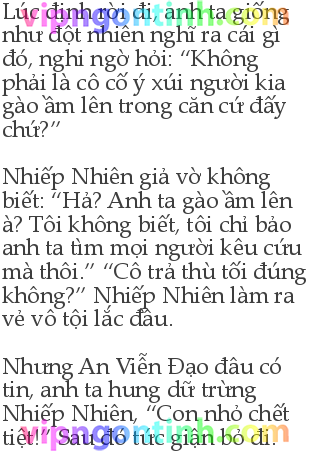 Lúc định rời đi, anh ta giống
như đột nhiên nghĩ ra cái gì
đó, nghi ngờ hỏi: “Không
phải là cô cố ý xúi người kia
gào ầm lên trong căn cứ đấy
chứ?”
Nhiếp Nhiên giả vờ không
biết: “Hả? Anh ta gào ầm lên
à? Tôi không biết, tôi chỉ bảo
anh ta tìm mọi người kêu cứu
mà thôi.” “Cô trả thù tối đúng
không?” Nhiếp Nhiên làm ra
vẻ vô tội lắc đầu.
Nhưng An Viễn Đạo đâu có
tin, anh ta hung dữ trừng
Nhiếp Nhiên, “Con nhỏ chết
tiệt!” Sau đó tức giận bỏ đi.
vipngontinh.com
vipngontinh.com